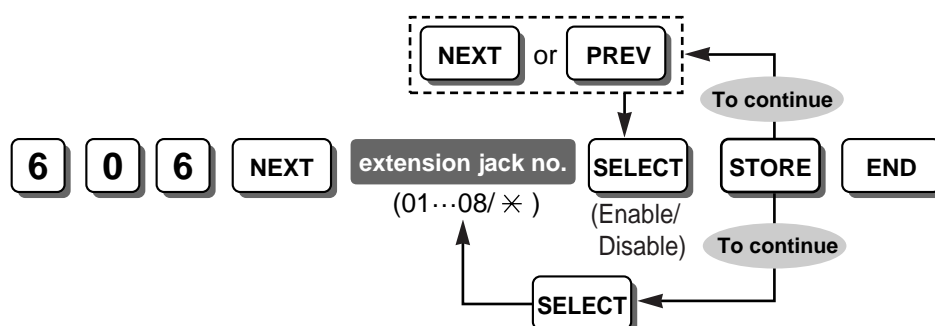 NEXT or PREV
To continue
6 0 6 NEXT extension jack no. SELECT STORE END
(01···08/ ✳ )
(Enable/
Disable)
To continue
SELECT